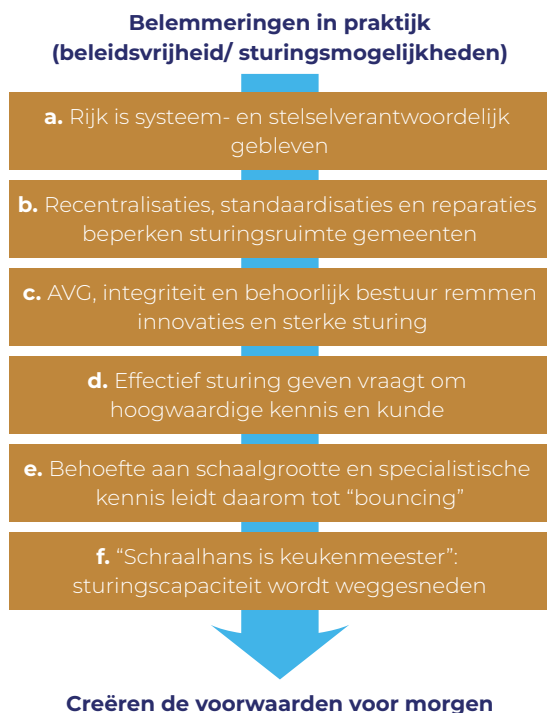 Belemmeringen in praktijk
(beleidsvrijheid/ sturingsmogelijkheden)
a. Rijk is systeem- en stelselverantwoordelijk
gebleven
b. Recentralisaties, standaardisaties en reparaties
beperken sturingsruimte gemeenten
c. AVG, integriteit en behoorlijk bestuur remmen
innovaties en sterke sturing
d. Effectief sturing geven vraagt om
hoogwaardige kennis en kunde
e. Behoefte aan schaalgrootte en specialistische
kennis leidt daarom tot “bouncing”
f. “Schraalhans is keukenmeester”:
sturingscapaciteit wordt weggesneden
Creëren de voorwaarden voor morgen